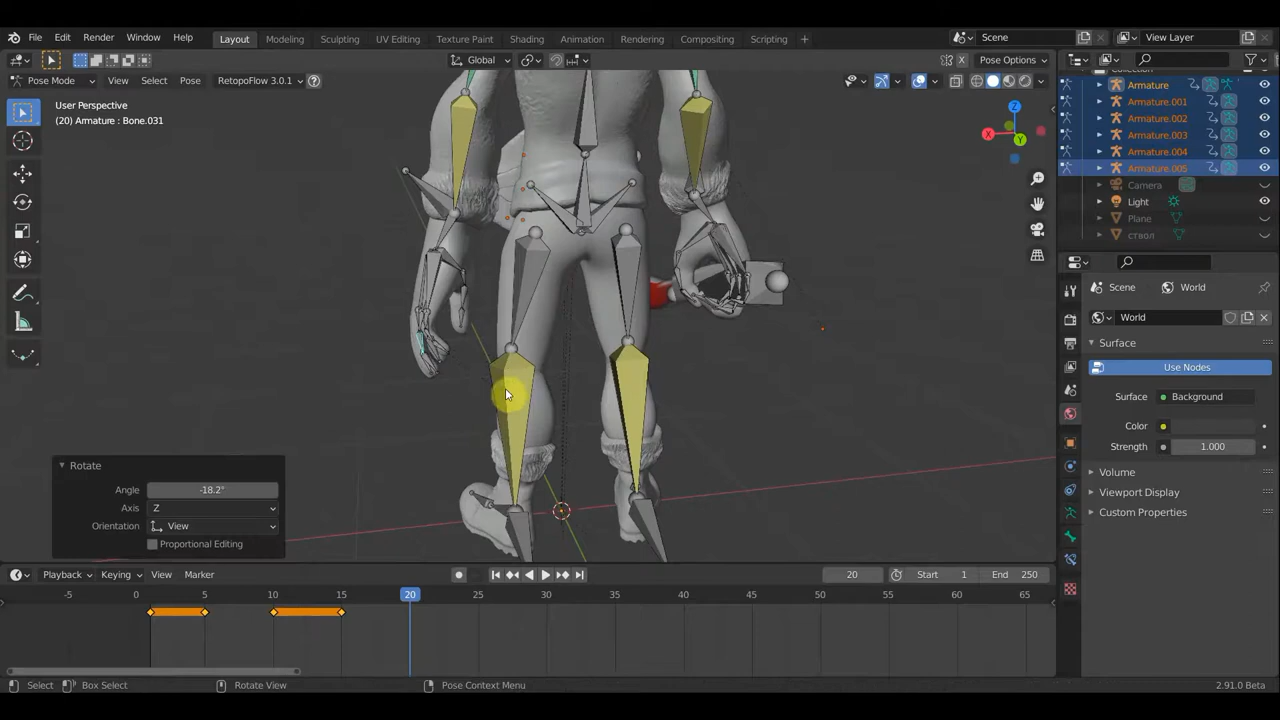 File Edit Render Window Help Layout Modeling Sculpting UV Editing Texture Paint Shading Animation Rendering Compositing Scripting + Scene View Layer
Global Pose Options
Pose Mode View Select Pose RetopoFlow 3.0.1 ?
User Perspective
(20) Armature : Bone.031
Z
X
Y
Collection
Armature
Armature.001
Armature.002
Armature.003
Armature.004
Armature.005
Camera
Light
Plane
ствол
Scene World
World
Surface
Use Nodes
Surface Background
Color
Strength 1.000
Volume
Viewport Display
Custom Properties
Rotate
Angle -18.2°
Axis Z
Orientation View
Proportional Editing
Playback Keying View Marker 20 Start 1 End 250
-5 0 5 10 15 20 25 30 35 40 45 50 55 60 65
Select Box Select Rotate View Pose Context Menu 2.91.0 Beta